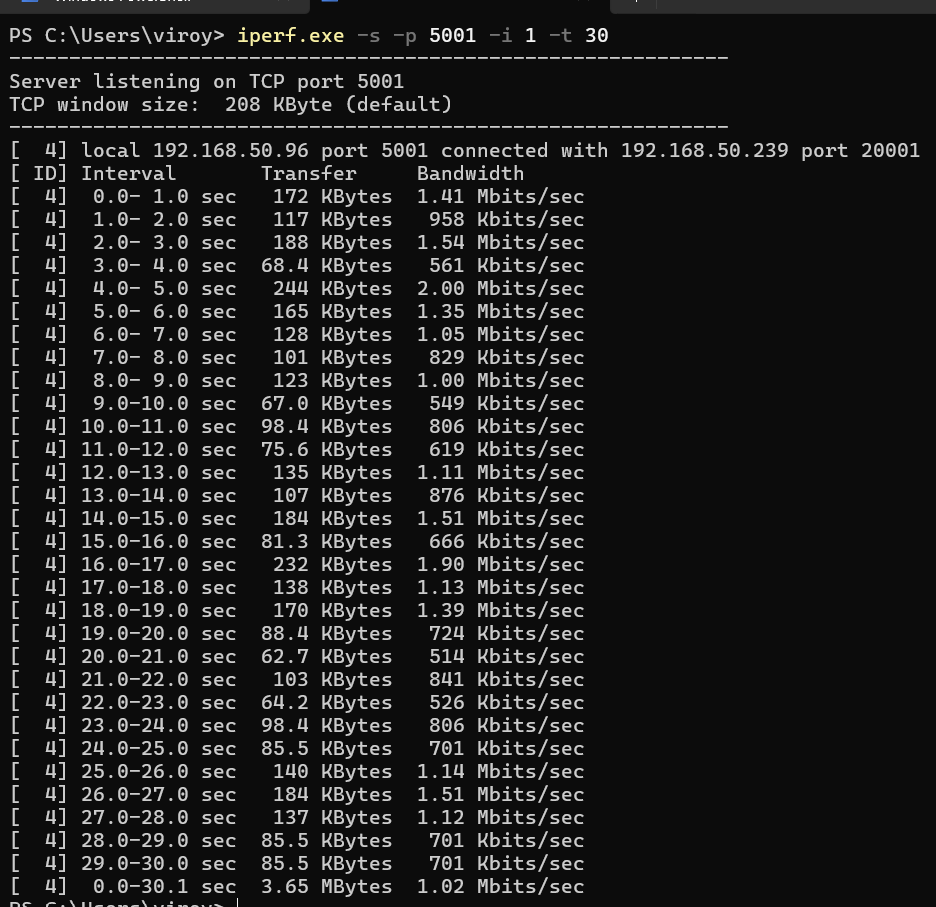 PS C:\Users\viroy> iperf.exe -s -p 5001 -i 1 -t 30
------------------------------------------------------------
Server listening on TCP port 5001
TCP window size:  208 KByte (default)
------------------------------------------------------------
[  4] local 192.168.50.96 port 5001 connected with 192.168.50.239 port 20001
[ ID] Interval       Transfer     Bandwidth
[  4]  0.0- 1.0 sec   172 KBytes  1.41 Mbits/sec
[  4]  1.0- 2.0 sec   117 KBytes   958 Kbits/sec
[  4]  2.0- 3.0 sec   188 KBytes  1.54 Mbits/sec
[  4]  3.0- 4.0 sec  68.4 KBytes   561 Kbits/sec
[  4]  4.0- 5.0 sec   244 KBytes  2.00 Mbits/sec
[  4]  5.0- 6.0 sec   165 KBytes  1.35 Mbits/sec
[  4]  6.0- 7.0 sec   128 KBytes  1.05 Mbits/sec
[  4]  7.0- 8.0 sec   101 KBytes   829 Kbits/sec
[  4]  8.0- 9.0 sec   123 KBytes  1.00 Mbits/sec
[  4]  9.0-10.0 sec  67.0 KBytes   549 Kbits/sec
[  4] 10.0-11.0 sec  98.4 KBytes   806 Kbits/sec
[  4] 11.0-12.0 sec  75.6 KBytes   619 Kbits/sec
[  4] 12.0-13.0 sec   135 KBytes  1.11 Mbits/sec
[  4] 13.0-14.0 sec   107 KBytes   876 Kbits/sec
[  4] 14.0-15.0 sec   184 KBytes  1.51 Mbits/sec
[  4] 15.0-16.0 sec  81.3 KBytes   666 Kbits/sec
[  4] 16.0-17.0 sec   232 KBytes  1.90 Mbits/sec
[  4] 17.0-18.0 sec   138 KBytes  1.13 Mbits/sec
[  4] 18.0-19.0 sec   170 KBytes  1.39 Mbits/sec
[  4] 19.0-20.0 sec  88.4 KBytes   724 Kbits/sec
[  4] 20.0-21.0 sec  62.7 KBytes   514 Kbits/sec
[  4] 21.0-22.0 sec   103 KBytes   841 Kbits/sec
[  4] 22.0-23.0 sec  64.2 KBytes   526 Kbits/sec
[  4] 23.0-24.0 sec  98.4 KBytes   806 Kbits/sec
[  4] 24.0-25.0 sec  85.5 KBytes   701 Kbits/sec
[  4] 25.0-26.0 sec   140 KBytes  1.14 Mbits/sec
[  4] 26.0-27.0 sec   184 KBytes  1.51 Mbits/sec
[  4] 27.0-28.0 sec   137 KBytes  1.12 Mbits/sec
[  4] 28.0-29.0 sec  85.5 KBytes   701 Kbits/sec
[  4] 29.0-30.0 sec  85.5 KBytes   701 Kbits/sec
[  4]  0.0-30.1 sec  3.65 MBytes  1.02 Mbits/sec
PS C:\Users\viroy>